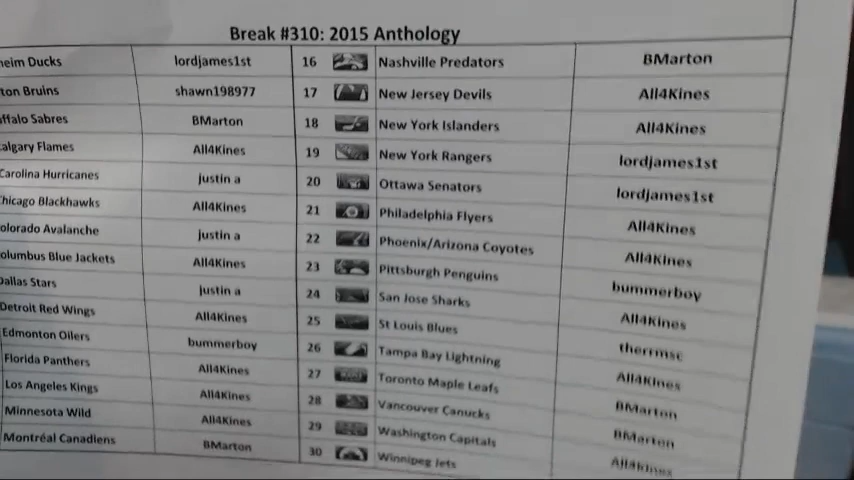 Break #310: 2015 Anthology
heim Ducks lordjames1st 16 Nashville Predators BMarton
ton Bruins shawn198977 17 New Jersey Devils All4Kines
ffalo Sabres BMarton 18 New York Islanders All4Kines
algary Flames All4Kines 19 New York Rangers lordjames1st
Carolina Hurricanes justin a 20 Ottawa Senators lordjames1st
Chicago Blackhawks All4Kines 21 Philadelphia Flyers All4Kines
olorado Avalanche justin a 22 Phoenix/Arizona Coyotes All4Kines
olumbus Blue Jackets All4Kines 23 Pittsburgh Penguins bummerboy
Dallas Stars justin a 24 San Jose Sharks All4Kines
Detroit Red Wings All4Kines 25 St Louis Blues therrmsc
Edmonton Oilers bummerboy 26 Tampa Bay Lightning All4Kines
Florida Panthers All4Kines 27 Toronto Maple Leafs BMarton
Los Angeles Kings All4Kines 28 Vancouver Canucks BMarton
Minnesota Wild All4Kines 29 Washington Capitals All4Kines
Montréal Canadiens BMarton 30 Winnipeg Jets